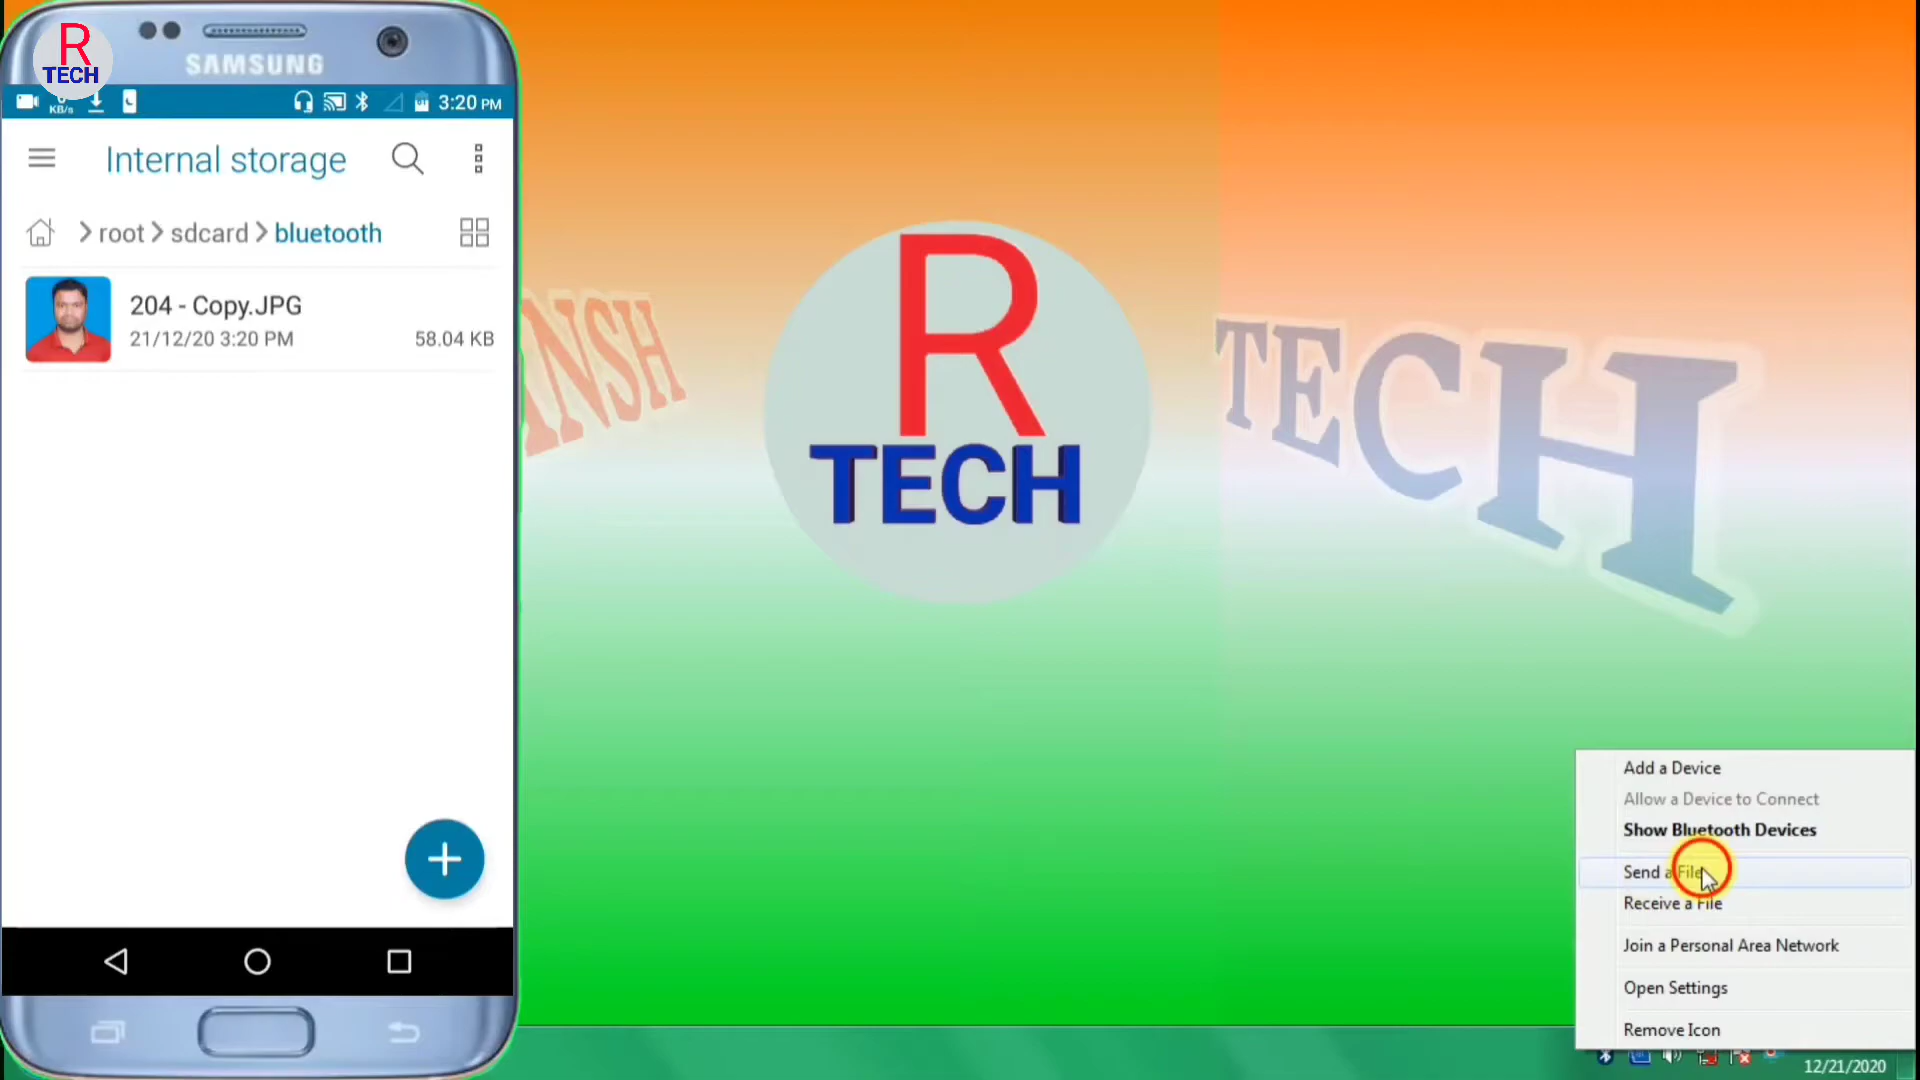 R
TECH
SAMSUNG
KB/s
3:20 PM
Internal storage
root sdcard bluetooth
204 - Copy.JPG
21/12/20 3:20 PM 58.04 KB
NSH
R
TECH
TECH
Add a Device
Allow a Device to Connect
Show Bluetooth Devices
Send a File
Receive a File
Join a Personal Area Network
Open Settings
Remove Icon
12/21/2020